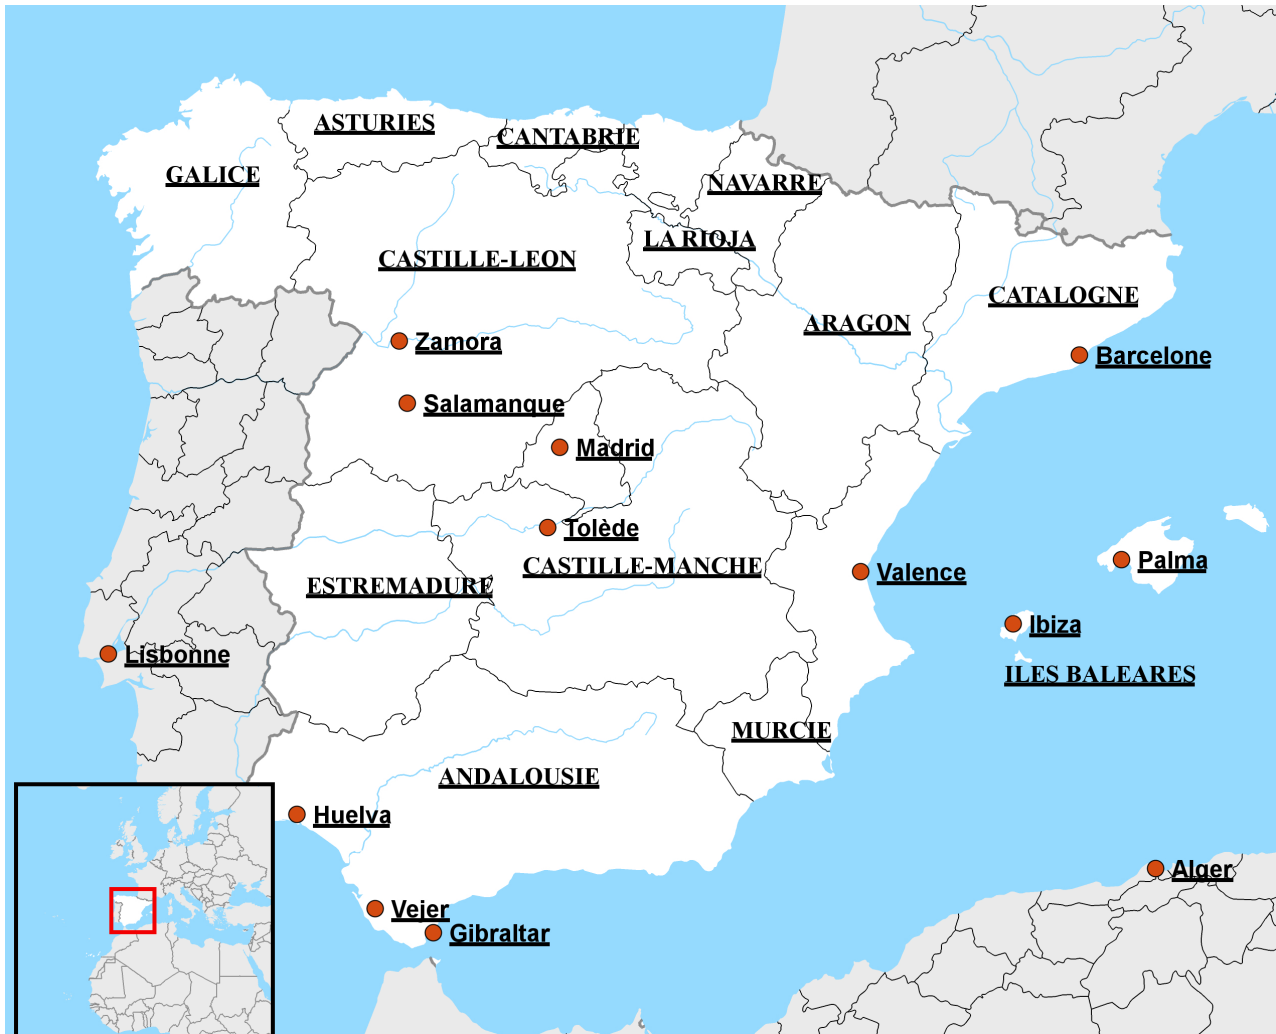 ASTURIES
CANTABRIE
GALICE
NAVARRE
LA RIOJA
CASTILLE-LEON
CATALOGNE
ARAGON
Zamora
Barcelone
Salamanque
Madrid
Tolède
CASTILLE-MANCHE
Palma
Valence
ESTREMADURE
Ibiza
Lisbonne
ILES BALEARES
MURCIE
ANDALOUSIE
Huelva
Alger
Vejer
Gibraltar